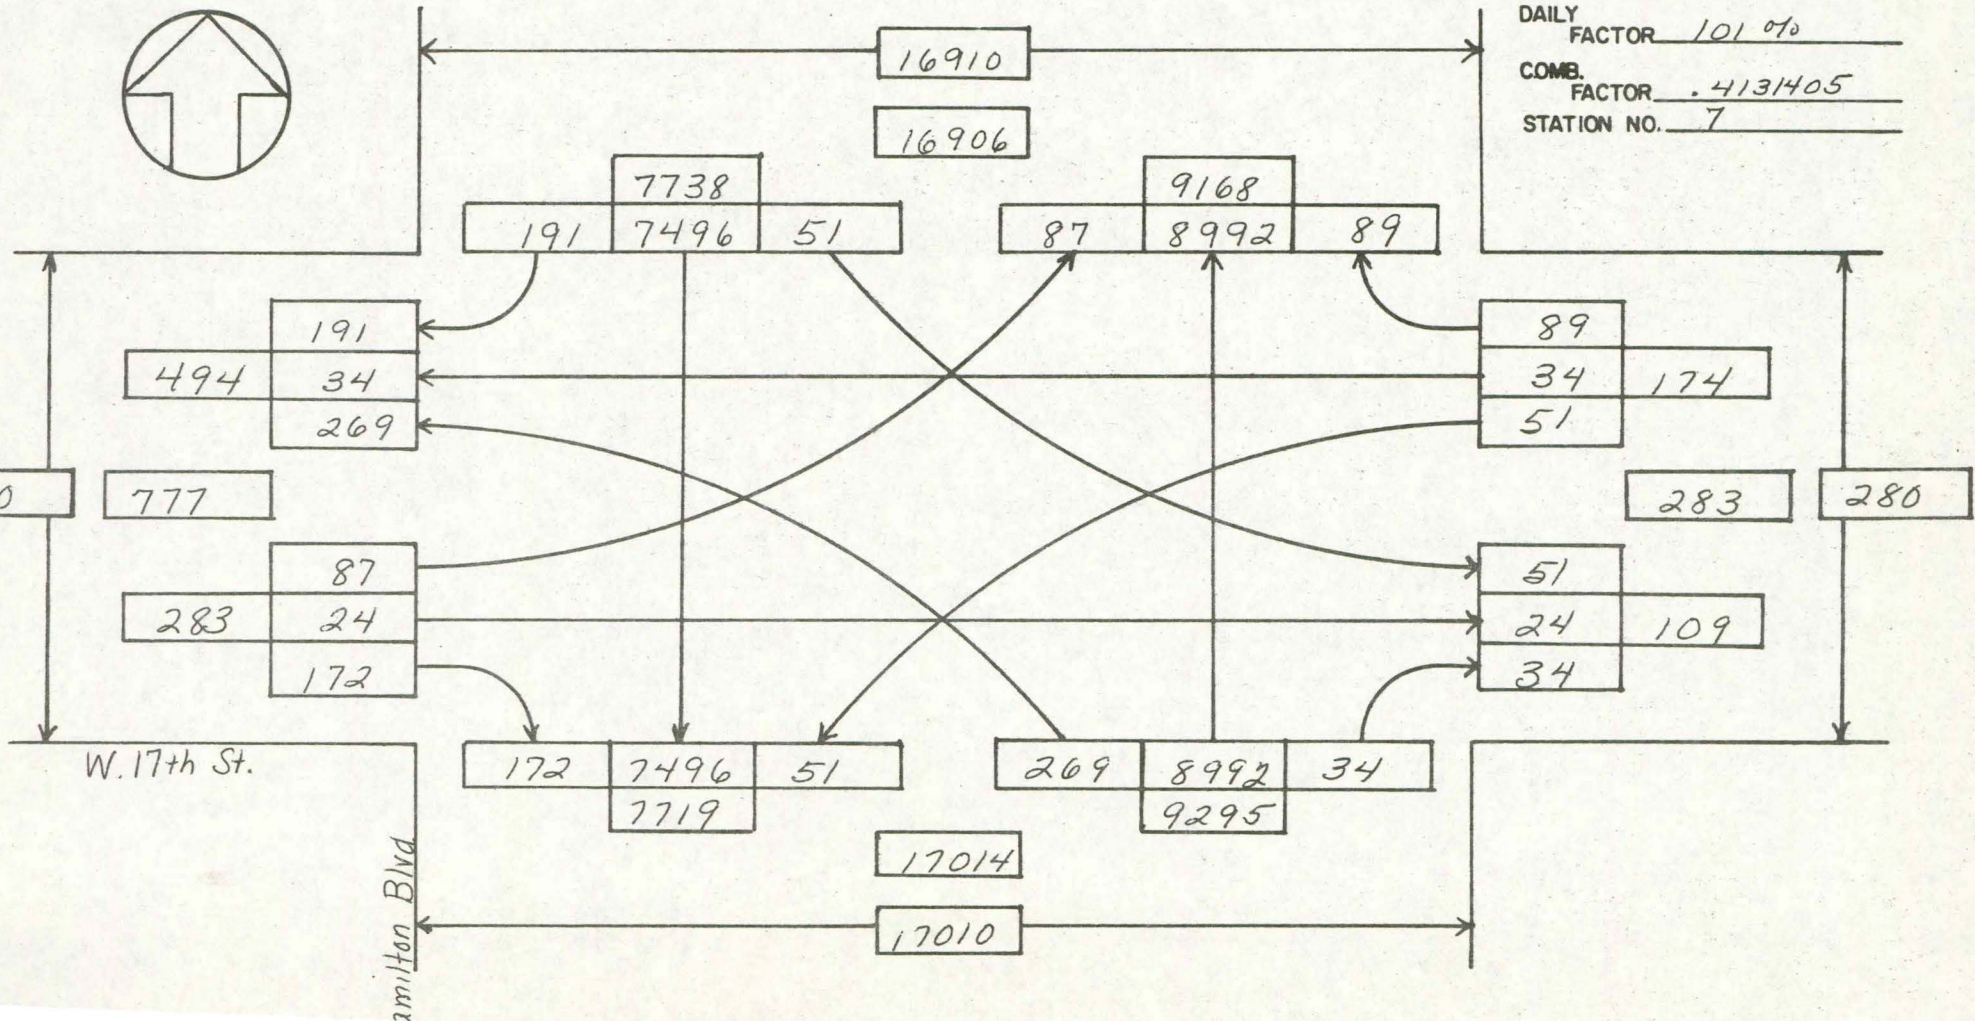 DAILY
FACTOR 101 %
COMB.
FACTOR .4131405
STATION NO. 7
16910
16906
7738
191 7496 51
9168
87 8992 89
191
494 34
269
89
34 174
51
0 777
283 280
87
283 24
172
51
24 109
34
W. 17th St.
172 7496 51
7719
269 8992 34
9295
17014
17010
amilton Blvd